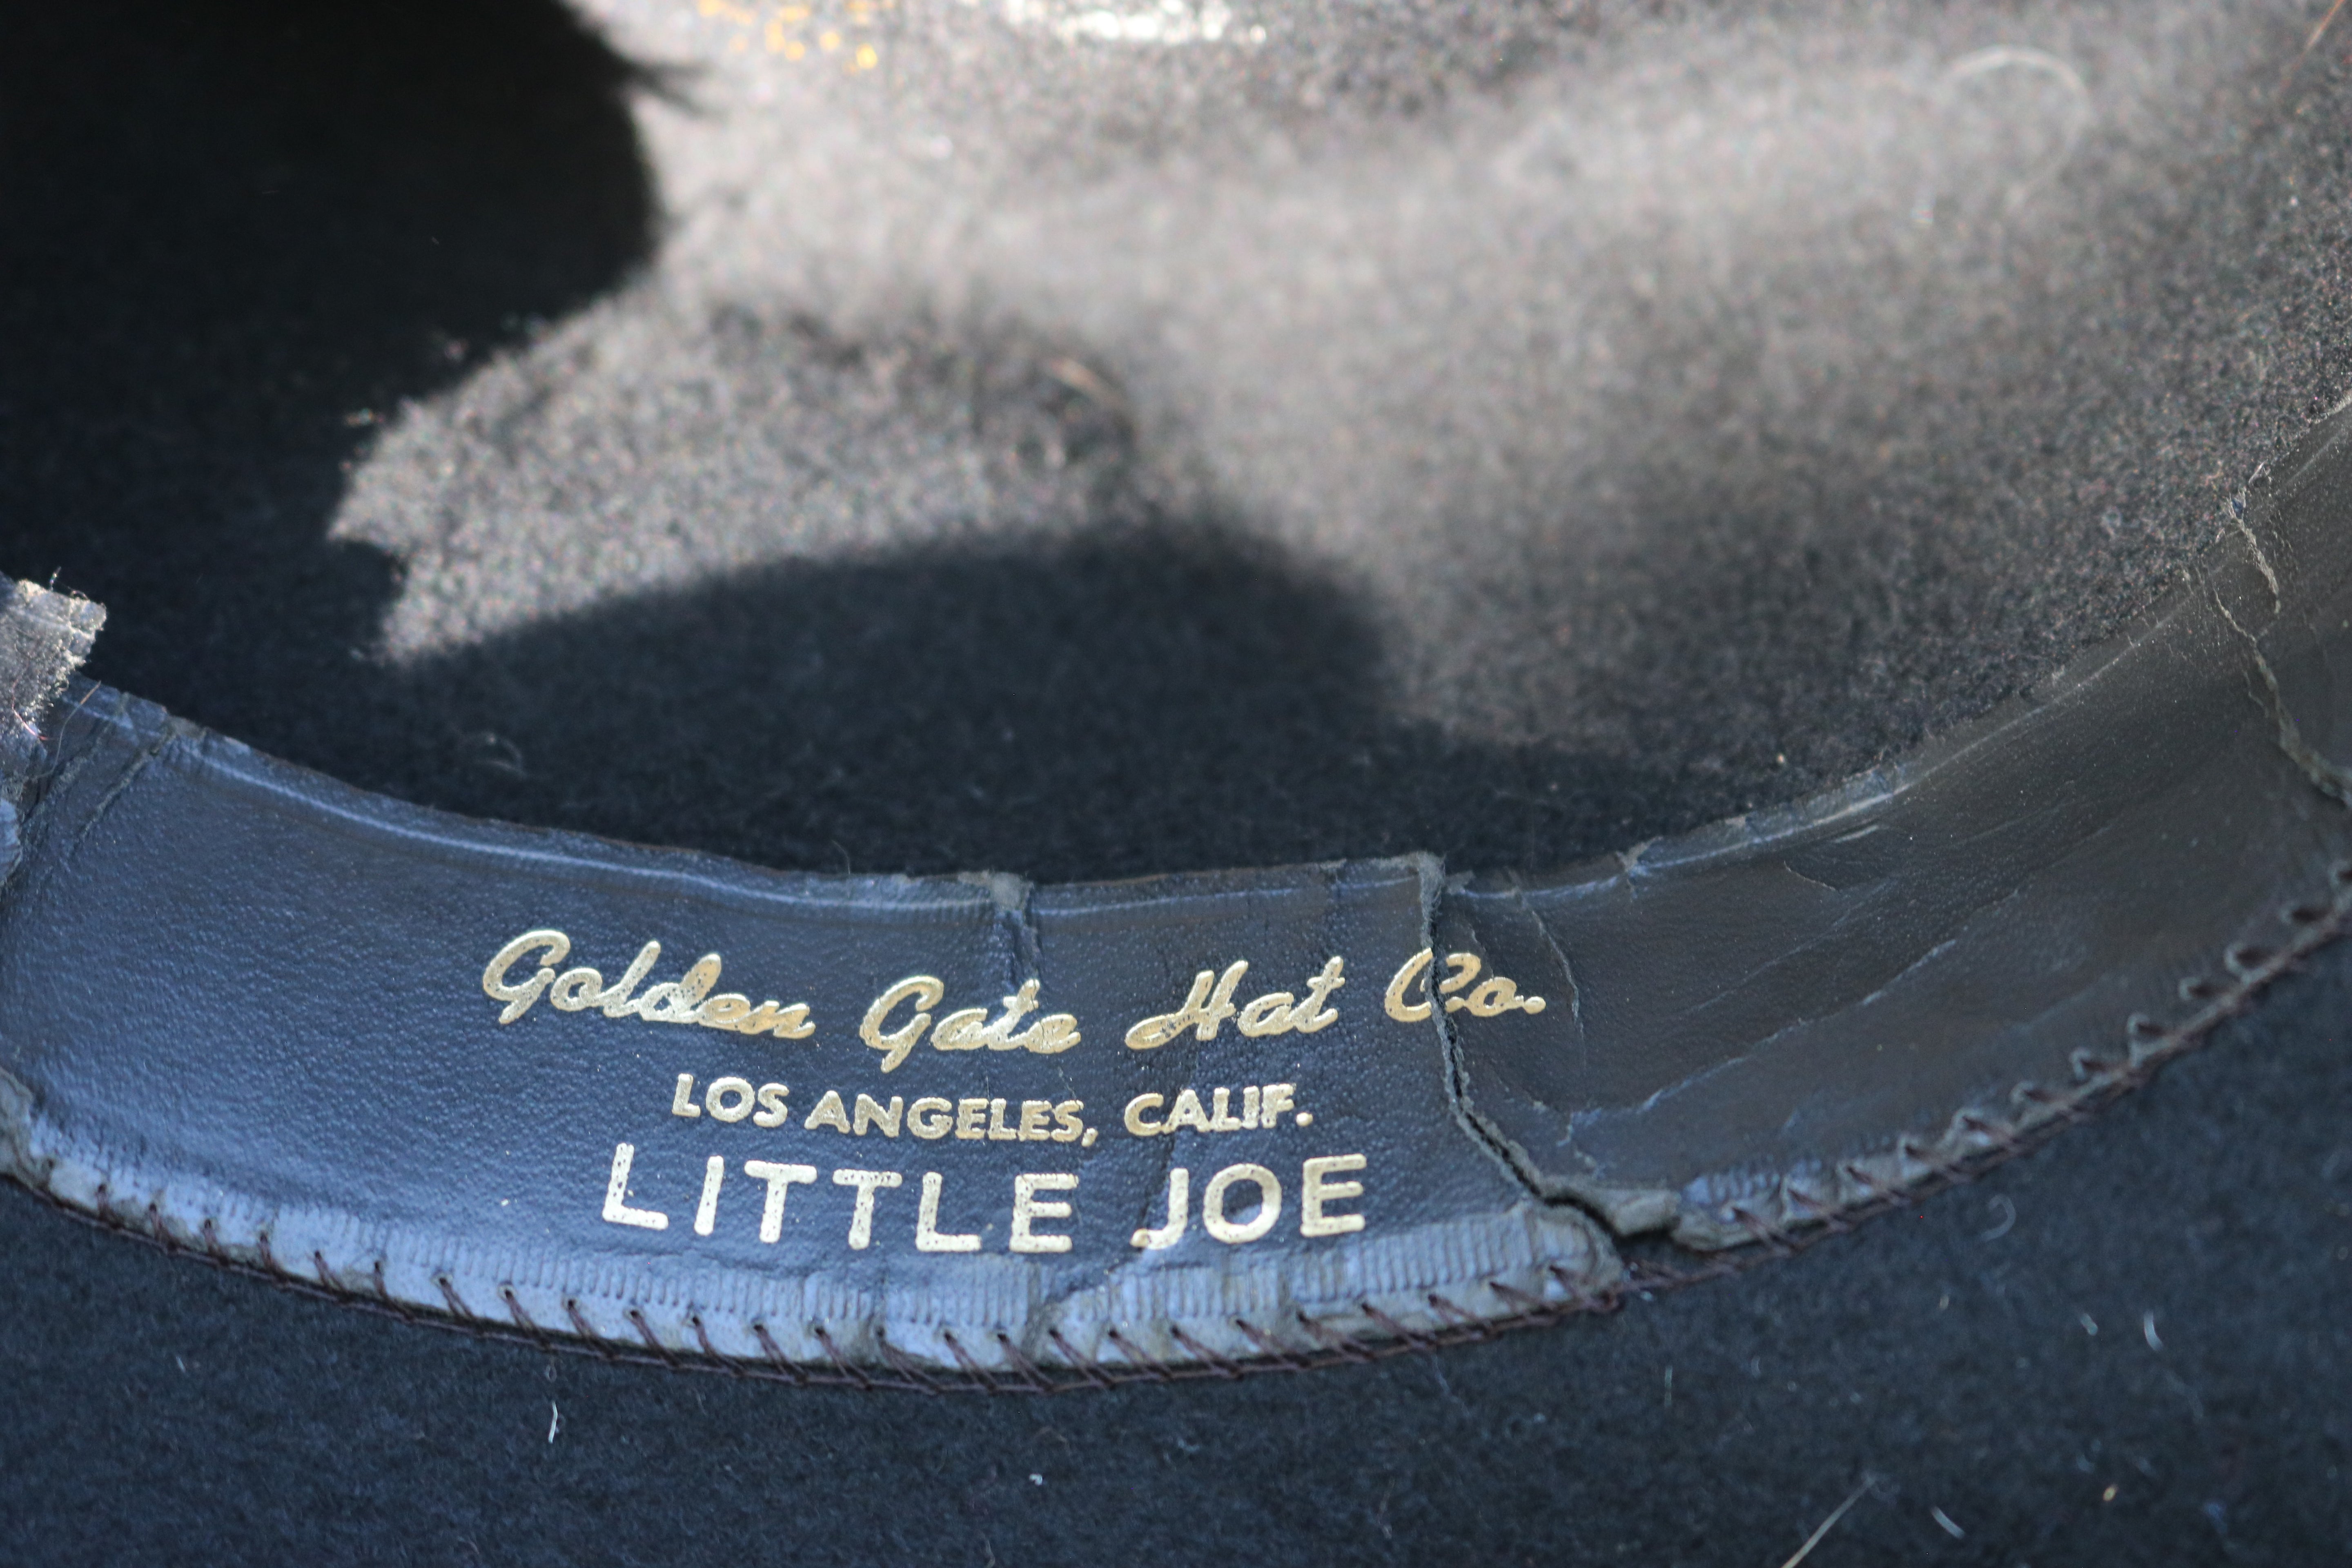 Golden Gate Hat Co.
LOS ANGELES, CALIF.
LITTLE JOE